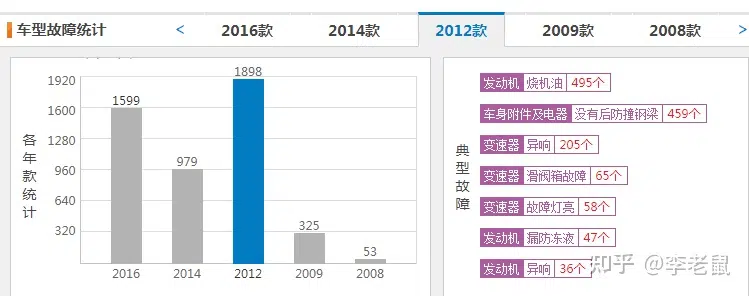 车型故障统计 < 2016款 2014款 2012款 2009款 2008款 >
各年款统计
1920
1600
1280
960
640
320
1599
979
1898
325
53
2016 2014 2012 2009 2008
典型故障
发动机 烧机油 495个
车身附件及电器 没有后防撞钢梁 459个
变速器 异响 205个
变速器 滑阀箱故障 65个
变速器 故障灯亮 58个
发动机 漏防冻液 47个
发动机 异响 36个
知乎 @李老鼠